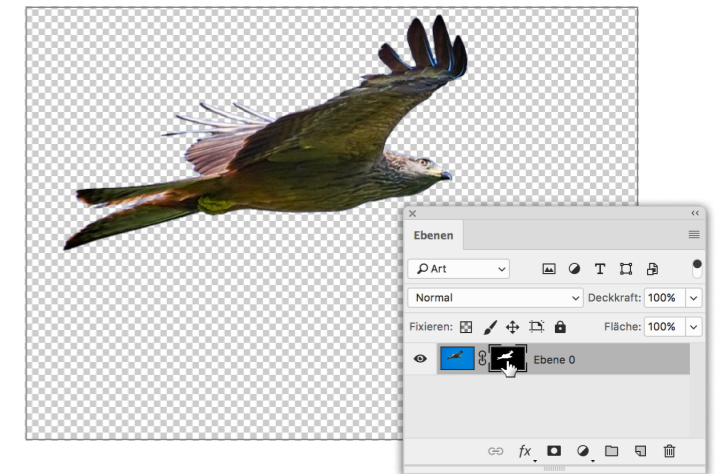 Ebenen
Art
Normal Deckkraft: 100%
Fixieren: Fläche: 100%
Ebene 0
fx